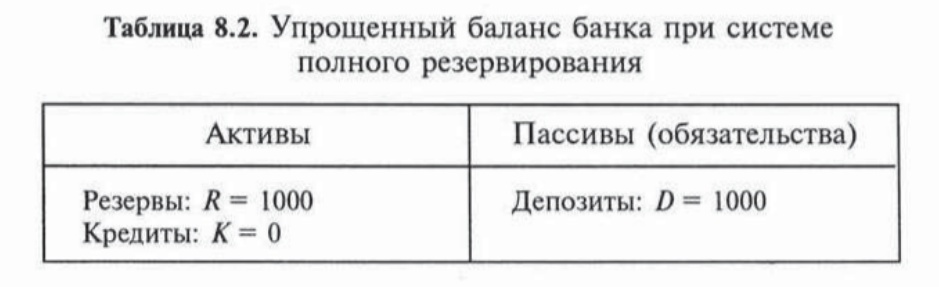 Таблица 8.2. Упрощенный баланс банка при системе
полного резервирования
Активы
Пассивы (обязательства)
Резервы: R = 1000
Кредиты: K = 0
Депозиты: D = 1000